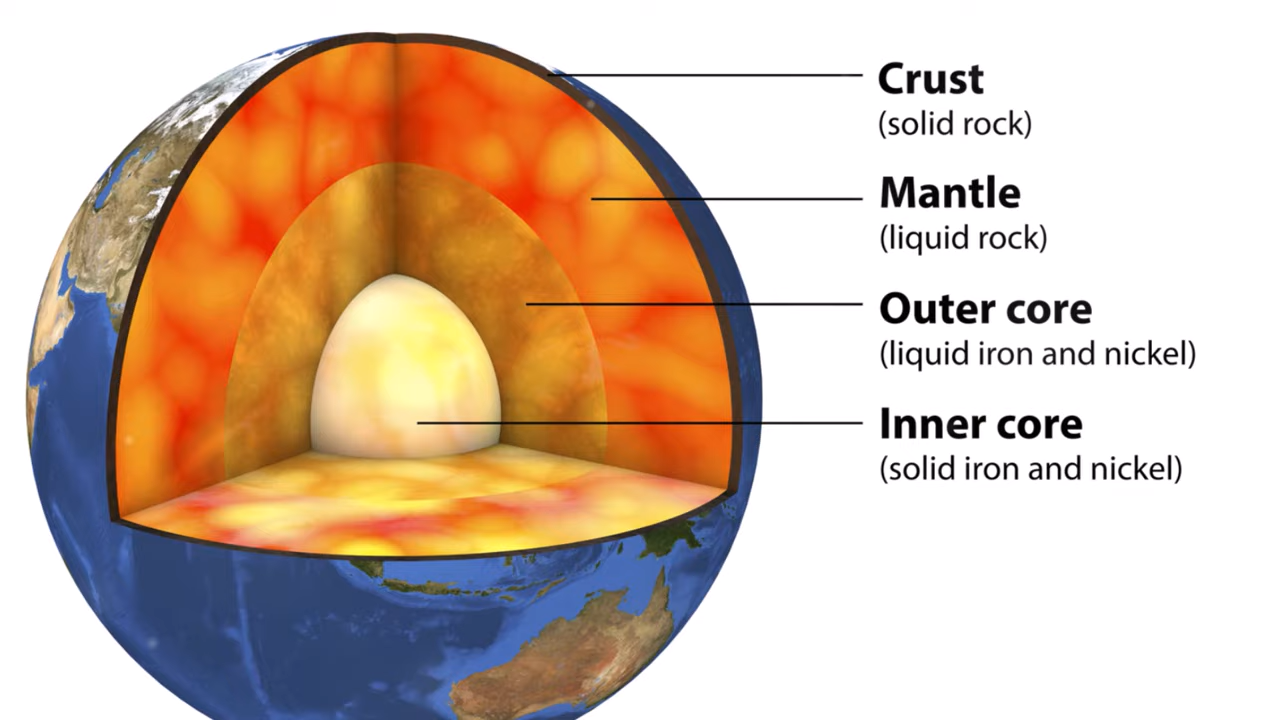 Crust
(solid rock)
Mantle
(liquid rock)
Outer core
(liquid iron and nickel)
Inner core
(solid iron and nickel)